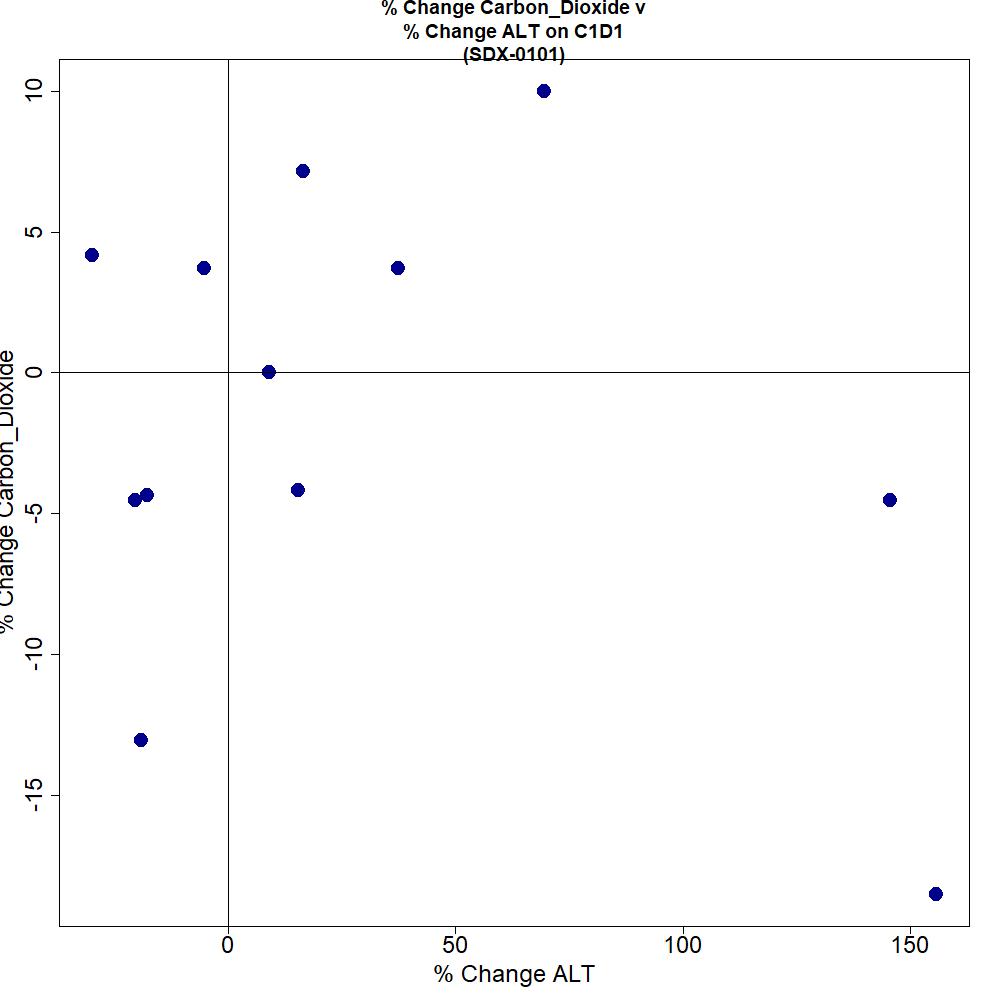 % Change Carbon_Dioxide v
% Change ALT on C1D1
(SDX-0101)
10
5
0
-5
-10
-15
% Change Carbon_Dioxide
0
50
100
150
% Change ALT